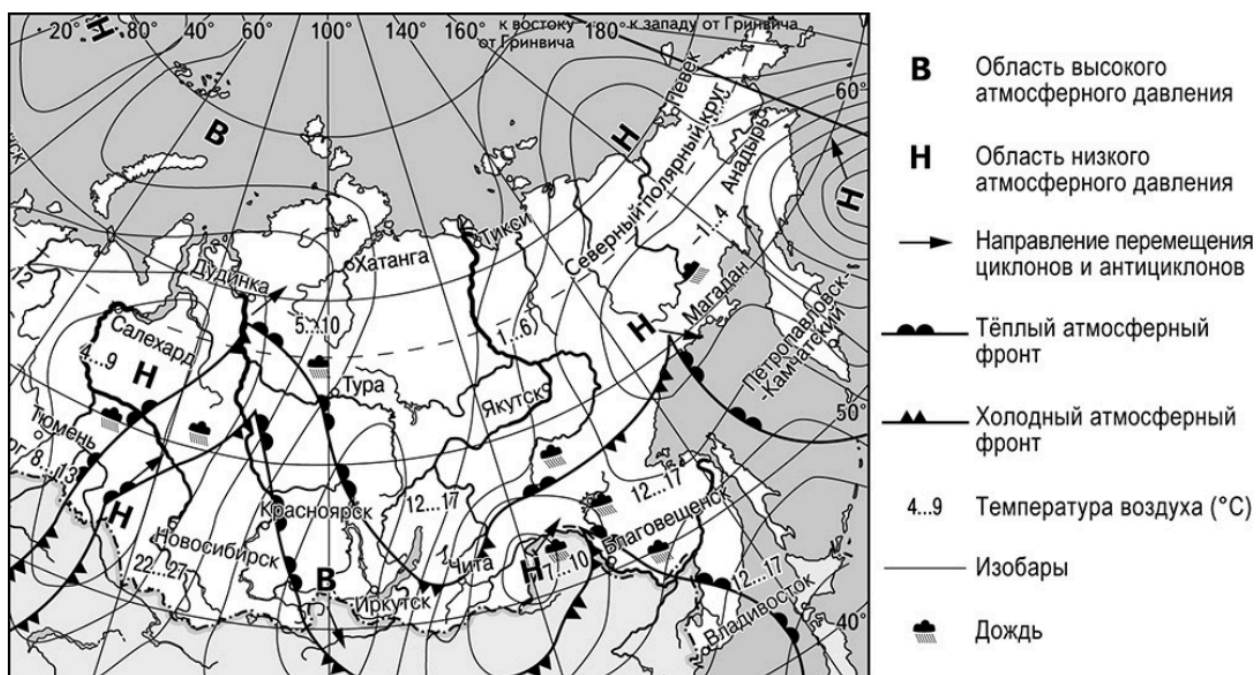 20° 80° 60° 100° 140° 160° 180°
к востоку от Гринвича
к западу от Гринвича
Н
В
Певек
60°
Н
Северный полярный круг
Анадырь
Н
Тикси
-1...4
Хатанга
Дудинка
12
5...10
Магадан
Салехард
4...9
Н
1...6
Н
Петропавловск-
-Камчатский
Тура
Якутск
50°
Тюмень
8...13
Красноярск
12...17
12...17
Н
Новосибирск
Благовещенск
22...27
Чита
В
Иркутск
Н
7...10
12...17
Владивосток
40°
В
Область высокого
атмосферного давления
Н
Область низкого
атмосферного давления
Направление перемещения
циклонов и антициклонов
Тёплый атмосферный
фронт
Холодный атмосферный
фронт
4...9
Температура воздуха (°С)
Изобары
Дождь